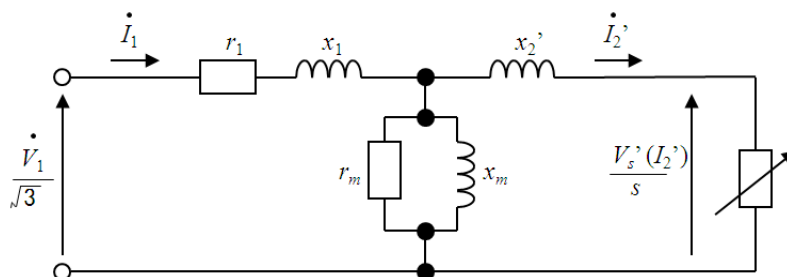 İ₁
r₁
x₁
x₂’
İ₂’
V̇₁
√3
rₘ
xₘ
Vₛ’(I₂’)
s